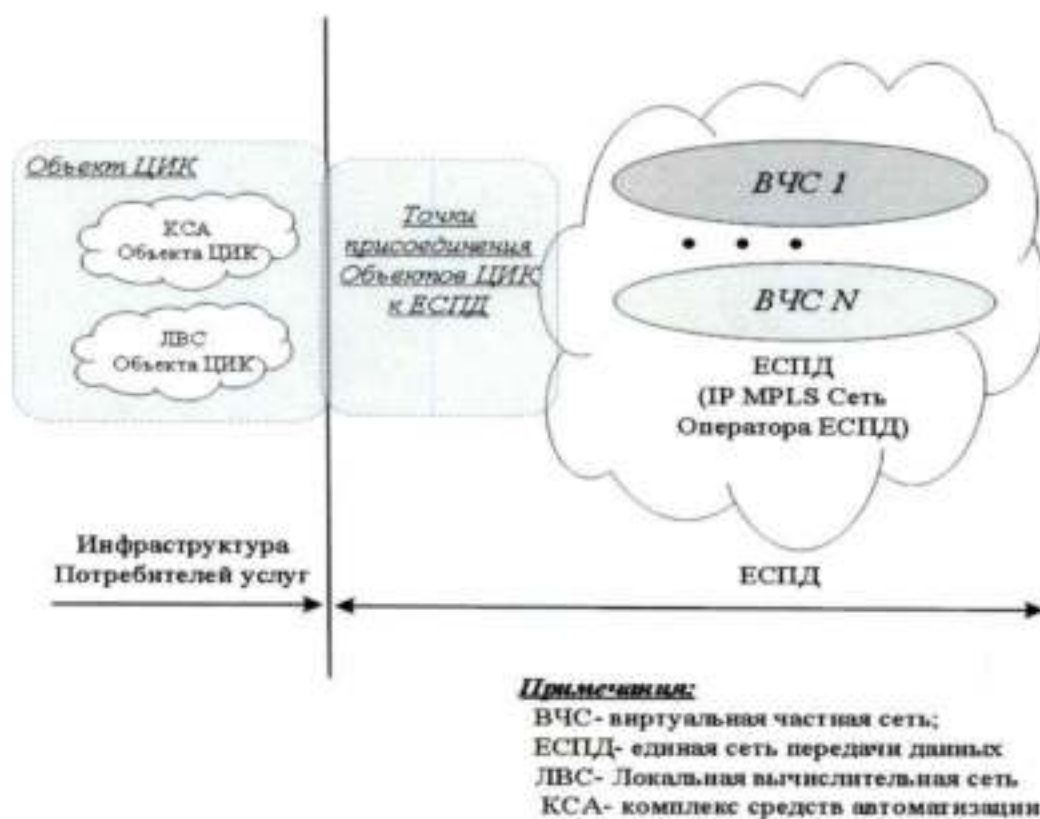 Объект ЦИК
КСА
Объекта ЦИК
ЛВС
Объекта ЦИК
Точки
присоединения
Объектов ЦИК
к ЕСПД
ВЧС 1
ВЧС N
ЕСПД
(IP MPLS Сеть
Оператора ЕСПД)
Инфраструктура
Потребителей услуг
ЕСПД
Примечания:
ВЧС- виртуальная частная сеть;
ЕСПД- единая сеть передачи данных
ЛВС- Локальная вычислительная сеть
КСА- комплекс средств автоматизации